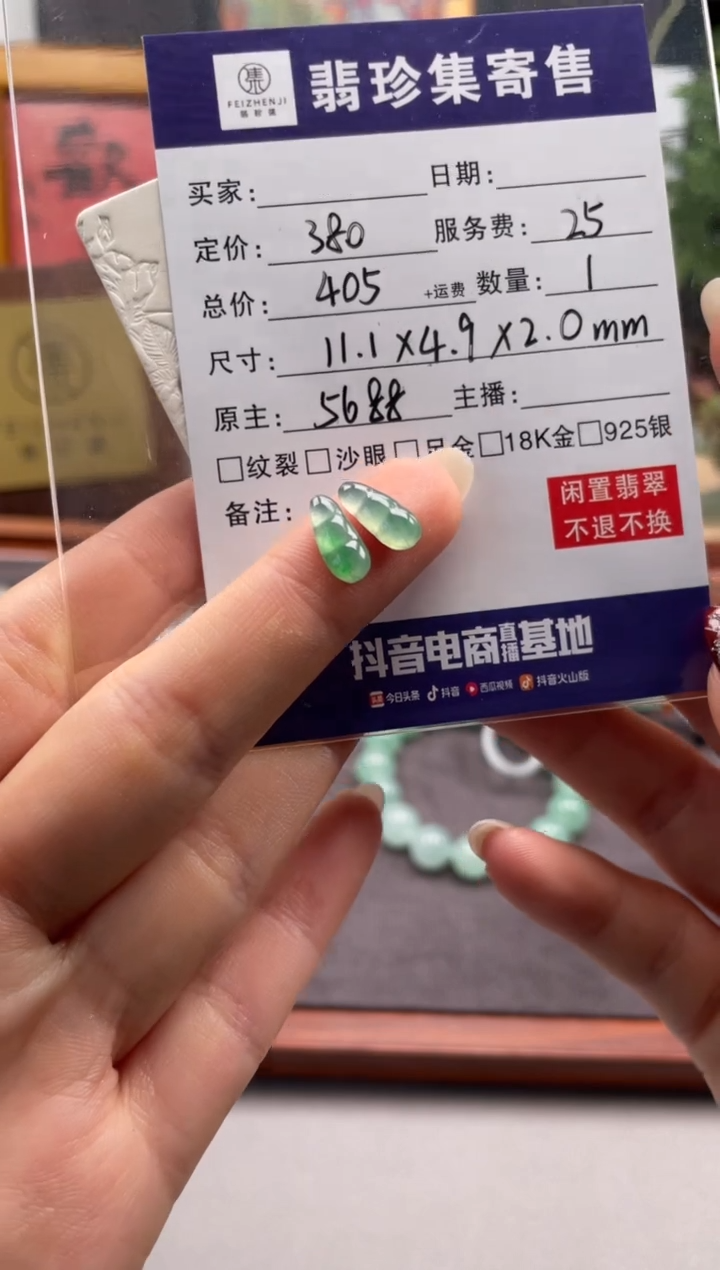 集
FEIZHENJI
翡珍集
翡珍集寄售
买家: 日期:
定价: 380 服务费: 25
总价: 405 +运费 数量: 1
尺寸: 11.1×4.9×2.0mm
原主: 5688 主播:
□纹裂□沙眼□足金□18K金□925银
备注:
闲置翡翠
不退不换
抖音电商直播基地
今日头条 抖音 西瓜视频 抖音火山版